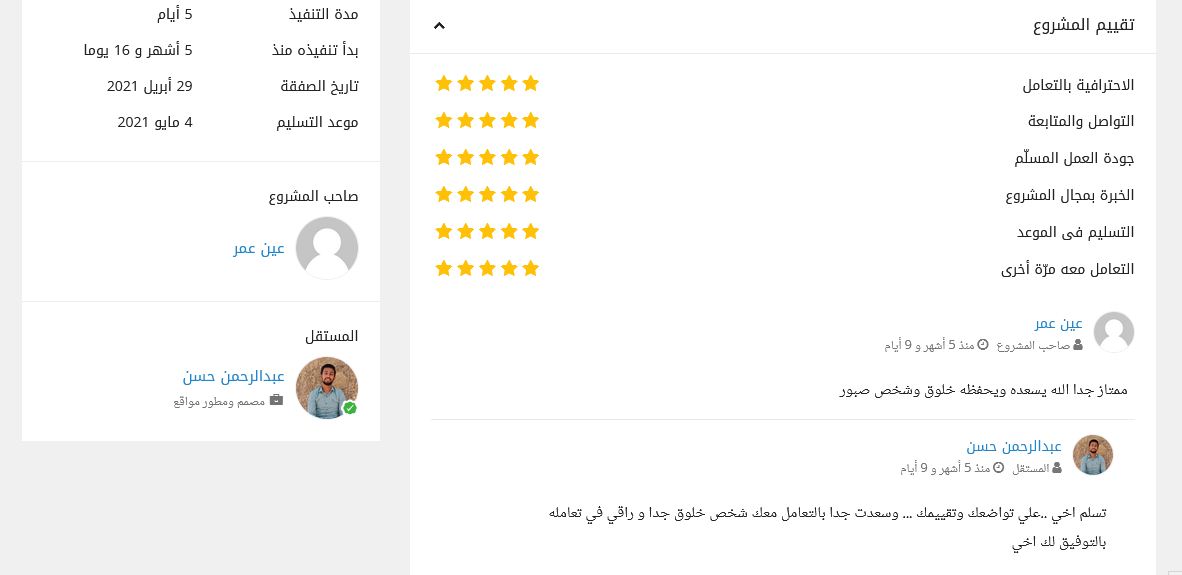 تقييم المشروع
الاحترافية بالتعامل
التواصل والمتابعة
جودة العمل المسلّم
الخبرة بمجال المشروع
التسليم فى الموعد
التعامل معه مرّة أخرى
عين عمر
صاحب المشروع منذ 5 أشهر و 9 أيام
ممتاز جدا الله يسعده ويحفظه خلوق وشخص صبور
عبدالرحمن حسن
المستقل منذ 5 أشهر و 9 أيام
تسلم اخي ..علي تواضعك وتقييمك ... وسعدت جدا بالتعامل معك شخص خلوق جدا و راقي في تعامله
بالتوفيق لك اخي
مدة التنفيذ 5 أيام
بدأ تنفيذه منذ 5 أشهر و 16 يوما
تاريخ الصفقة 29 أبريل 2021
موعد التسليم 4 مايو 2021
صاحب المشروع
عين عمر
المستقل
عبدالرحمن حسن
مصمم ومطور مواقع